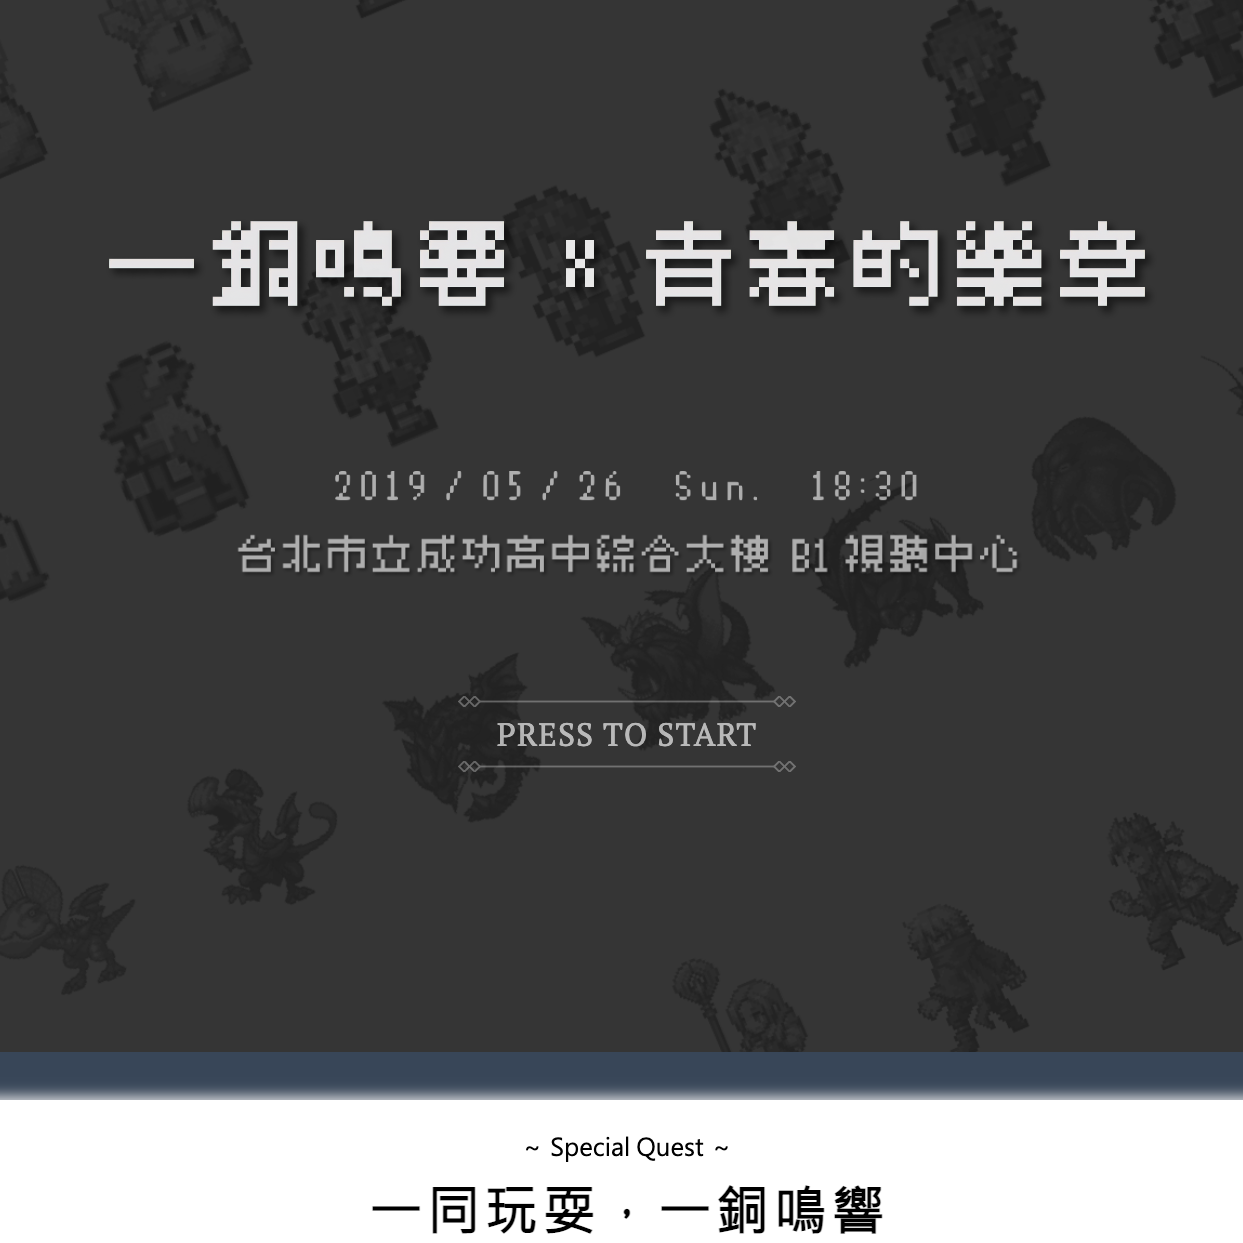 一銅鳴耍 x 青春的樂章
2019 / 05 / 26 Sun. 18:30
台北市立成功高中綜合大樓 B1 視聽中心
PRESS TO START
~ Special Quest ~
一同玩耍，一銅鳴響